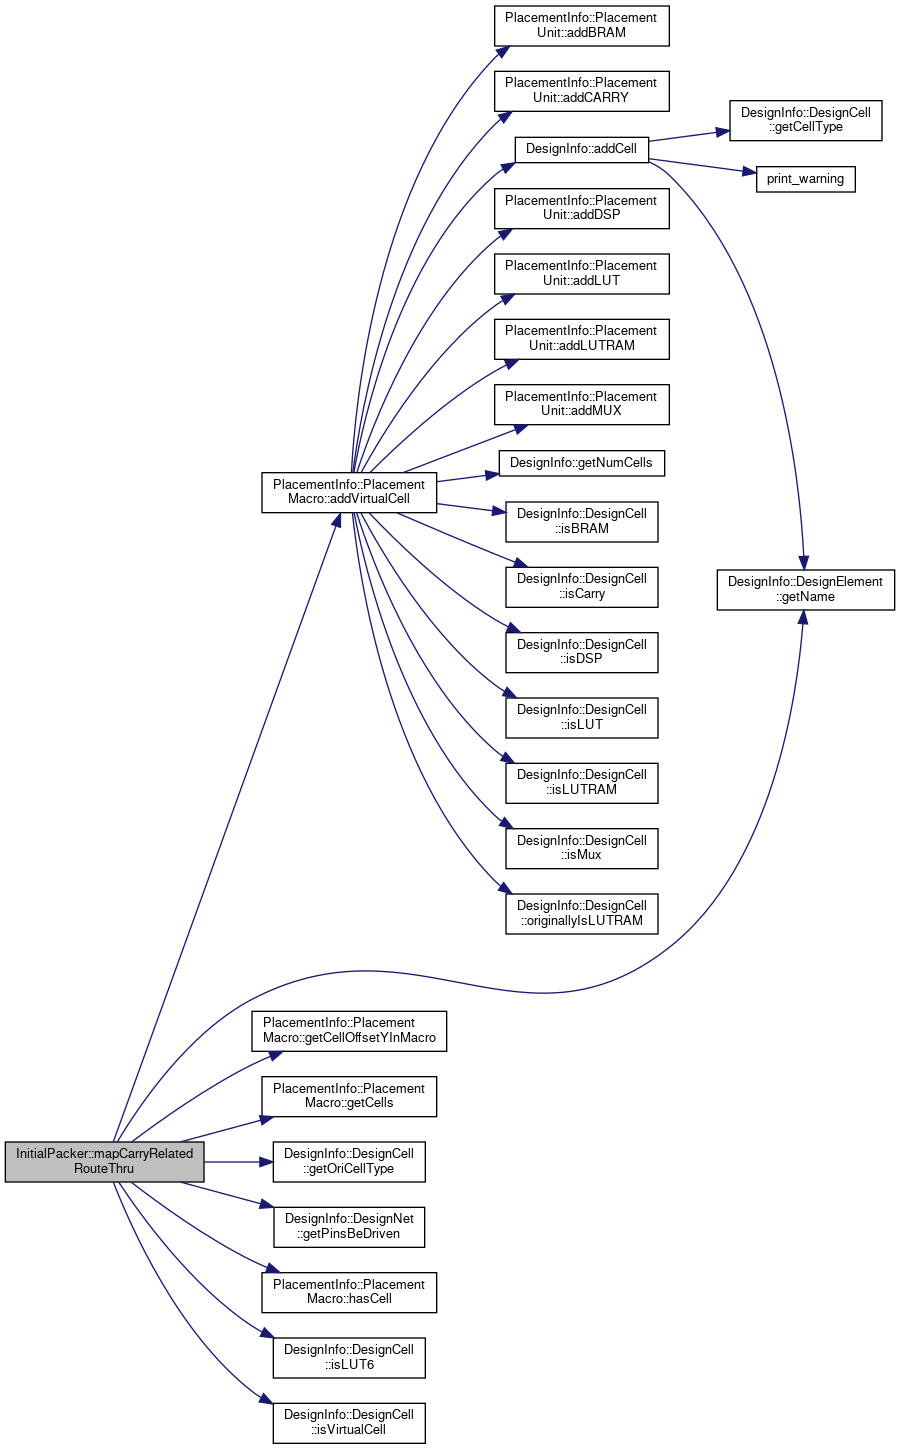 PlacementInfo::Placement
Unit::addBRAM
PlacementInfo::Placement
Unit::addCARRY
DesignInfo::DesignCell
::getCellType
DesignInfo::addCell
print_warning
PlacementInfo::Placement
Unit::addDSP
PlacementInfo::Placement
Unit::addLUT
PlacementInfo::Placement
Unit::addLUTRAM
PlacementInfo::Placement
Unit::addMUX
DesignInfo::getNumCells
PlacementInfo::Placement
Macro::addVirtualCell
DesignInfo::DesignCell
::isBRAM
DesignInfo::DesignCell
::isCarry
DesignInfo::DesignElement
::getName
DesignInfo::DesignCell
::isDSP
DesignInfo::DesignCell
::isLUT
DesignInfo::DesignCell
::isLUTRAM
DesignInfo::DesignCell
::isMux
DesignInfo::DesignCell
::originallyIsLUTRAM
PlacementInfo::Placement
Macro::getCellOffsetYInMacro
PlacementInfo::Placement
Macro::getCells
InitialPacker::mapCarryRelated
RouteThru
DesignInfo::DesignCell
::getOriCellType
DesignInfo::DesignNet
::getPinsBeDriven
PlacementInfo::Placement
Macro::hasCell
DesignInfo::DesignCell
::isLUT6
DesignInfo::DesignCell
::isVirtualCell